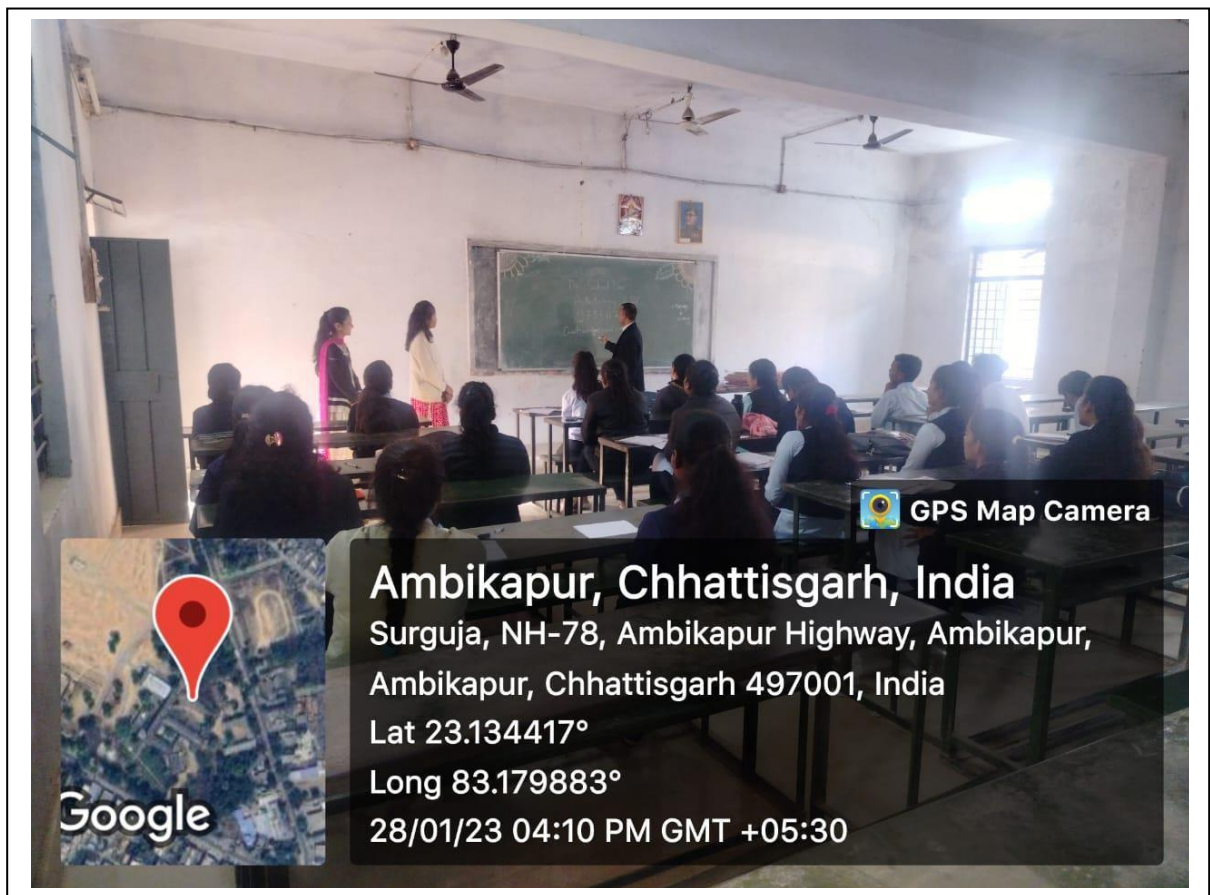 GPS Map Camera
Ambikapur, Chhattisgarh, India
Surguja, NH-78, Ambikapur Highway, Ambikapur,
Ambikapur, Chhattisgarh 497001, India
Lat 23.134417°
Long 83.179883°
28/01/23 04:10 PM GMT +05:30
Google